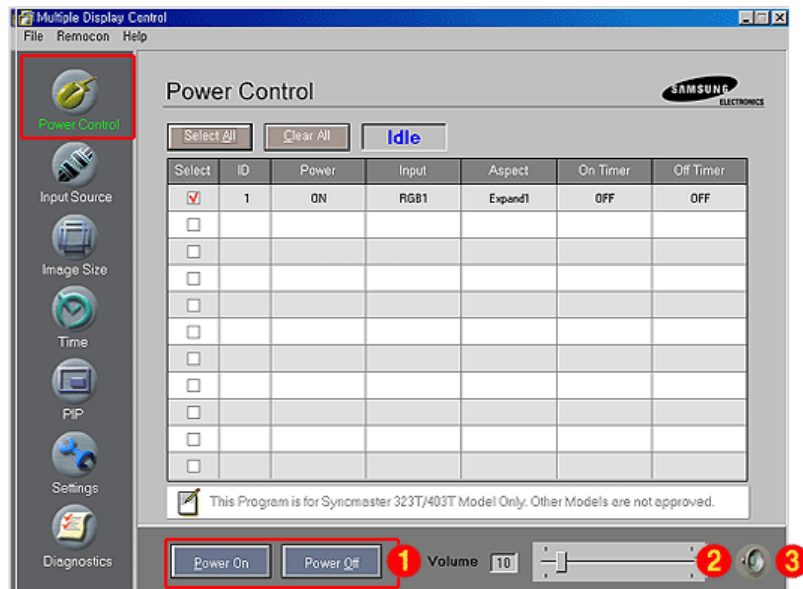 Multiple Display Control
File Remocon Help
Power Control
SAMSUNG
ELECTRONICS
Power Control
Select All Clear All Idle
Select ID Power Input Aspect On Timer Off Timer
1 ON RGB1 Expand1 OFF OFF
Input Source
Image Size
Time
PIP
Settings
Diagnostics
This Program is for Syncmaster 323T/403T Model Only. Other Models are not approved.
Power On Power Off 1 Volume 10 2 3